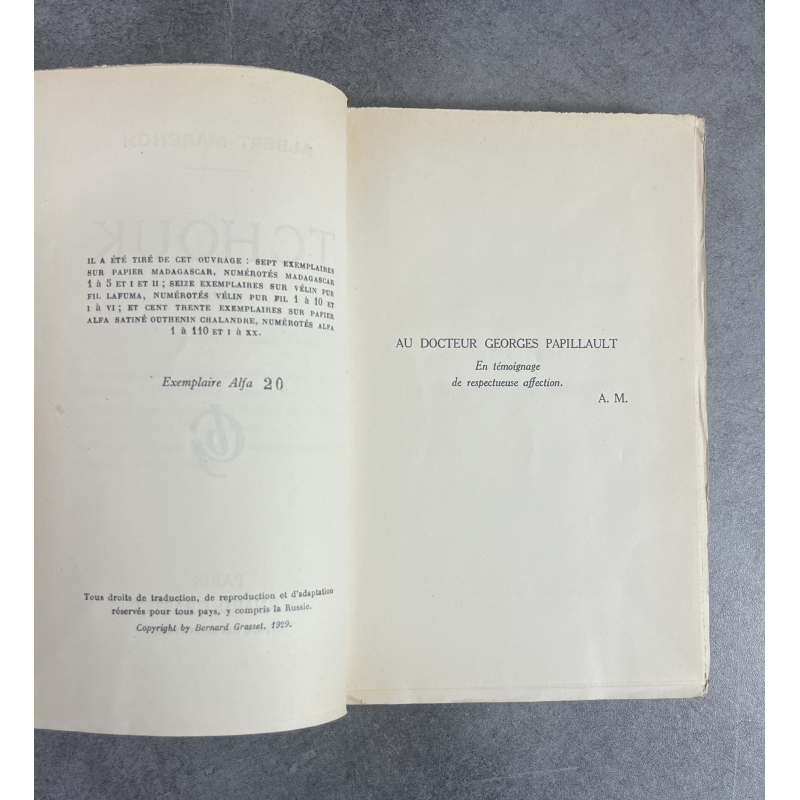 ALBERT MARCHON
TCHOUK
IL A ÉTÉ TIRÉ DE CET OUVRAGE : SEPT EXEMPLAIRES
SUR PAPIER MADAGASCAR, NUMÉROTÉS MADAGASCAR
1 à 5 ET I ET II ; SEIZE EXEMPLAIRES SUR VÉLIN PUR
FIL LAFUMA, NUMÉROTÉS VÉLIN PUR FIL 1 à 10 ET
I à VI ; ET CENT TRENTE EXEMPLAIRES SUR PAPIER
ALFA SATINÉ OUTHENIN CHALANDRE, NUMÉROTÉS ALFA
1 à 110 ET I à XX.
Exemplaire Alfa 20
PARIS
Tous droits de traduction, de reproduction et d'adaptation
réservés pour tous pays, y compris la Russie.
Copyright by Bernard Grasset, 1929.
AU DOCTEUR GEORGES PAPILLAULT
En témoignage
de respectueuse affection.
A. M.